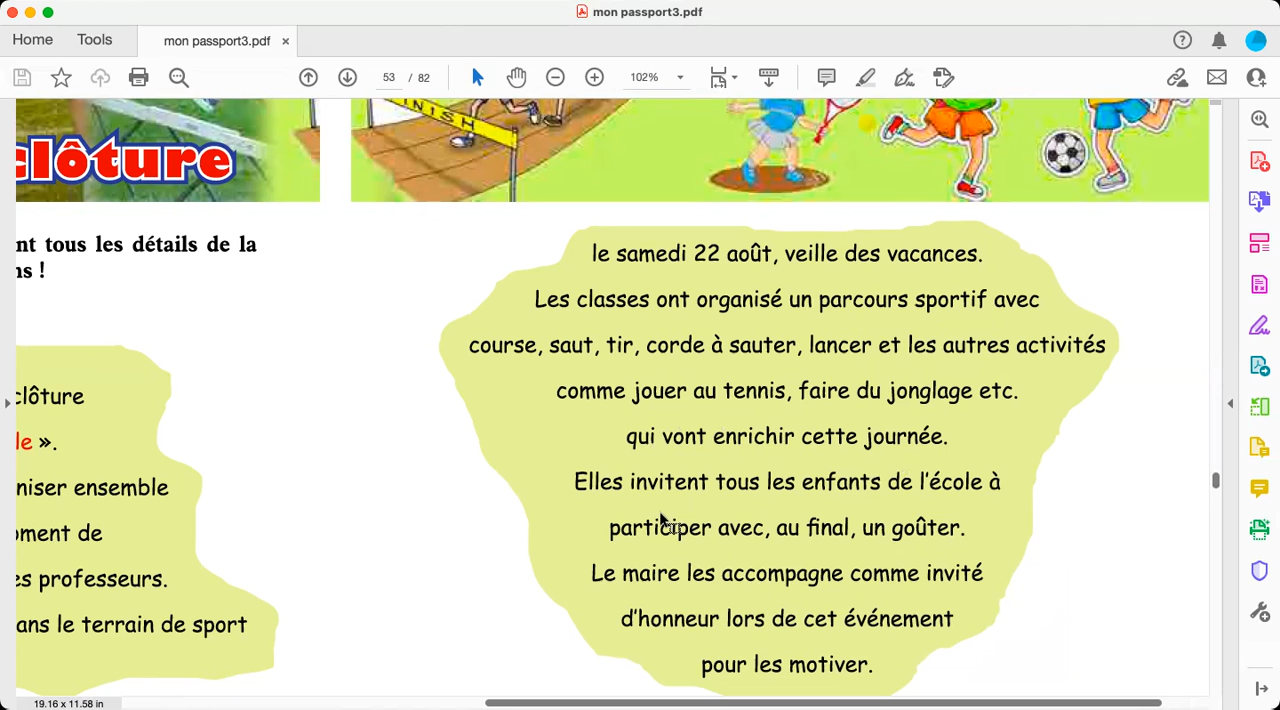 mon passport3.pdf
Home
Tools
mon passport3.pdf ×
53 / 82
102%
FINISH
clôture
nt tous les détails de la
ns !
clôture
le ».
niser ensemble
oment de
es professeurs.
ans le terrain de sport
le samedi 22 août, veille des vacances.
Les classes ont organisé un parcours sportif avec
course, saut, tir, corde à sauter, lancer et les autres activités
comme jouer au tennis, faire du jonglage etc.
qui vont enrichir cette journée.
Elles invitent tous les enfants de l'école à
participer avec, au final, un goûter.
Le maire les accompagne comme invité
d'honneur lors de cet événement
pour les motiver.
19.16 x 11.58 in